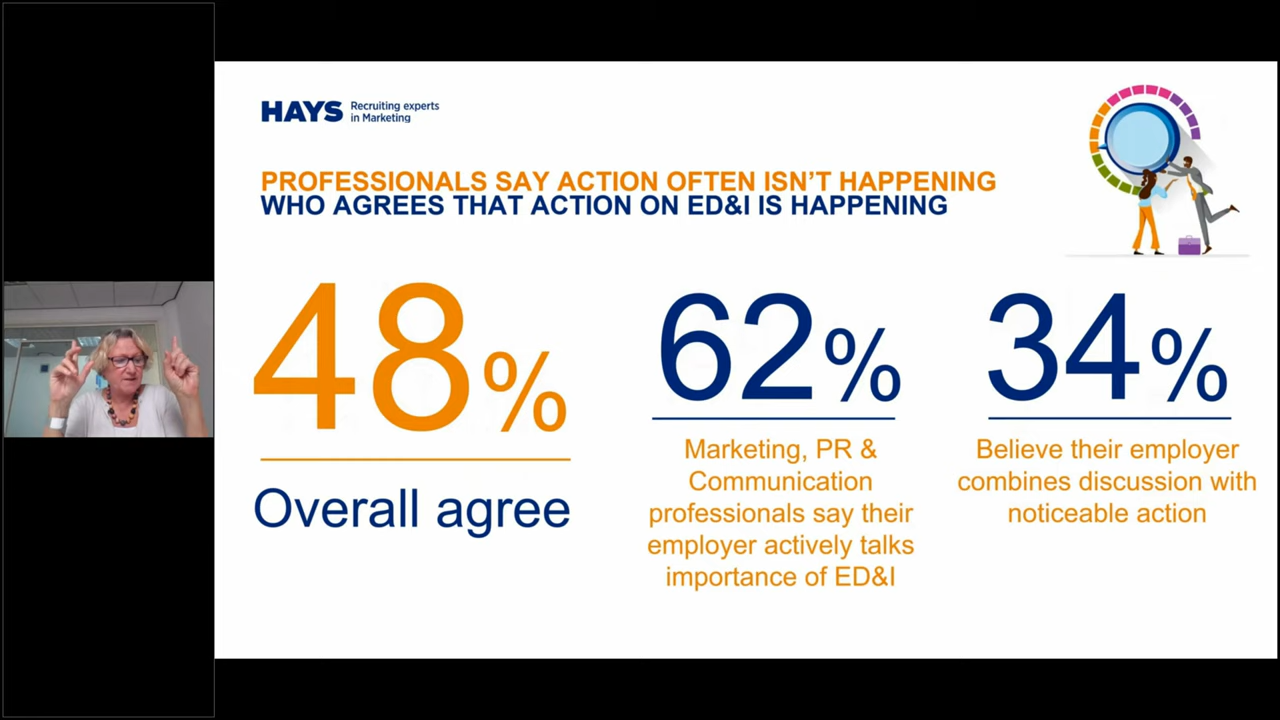 HAYS Recruiting experts
in Marketing
PROFESSIONALS SAY ACTION OFTEN ISN'T HAPPENING
WHO AGREES THAT ACTION ON ED&I IS HAPPENING
48%
Overall agree
62%
Marketing, PR &
Communication
professionals say their
employer actively talks
importance of ED&I
34%
Believe their employer
combines discussion with
noticeable action